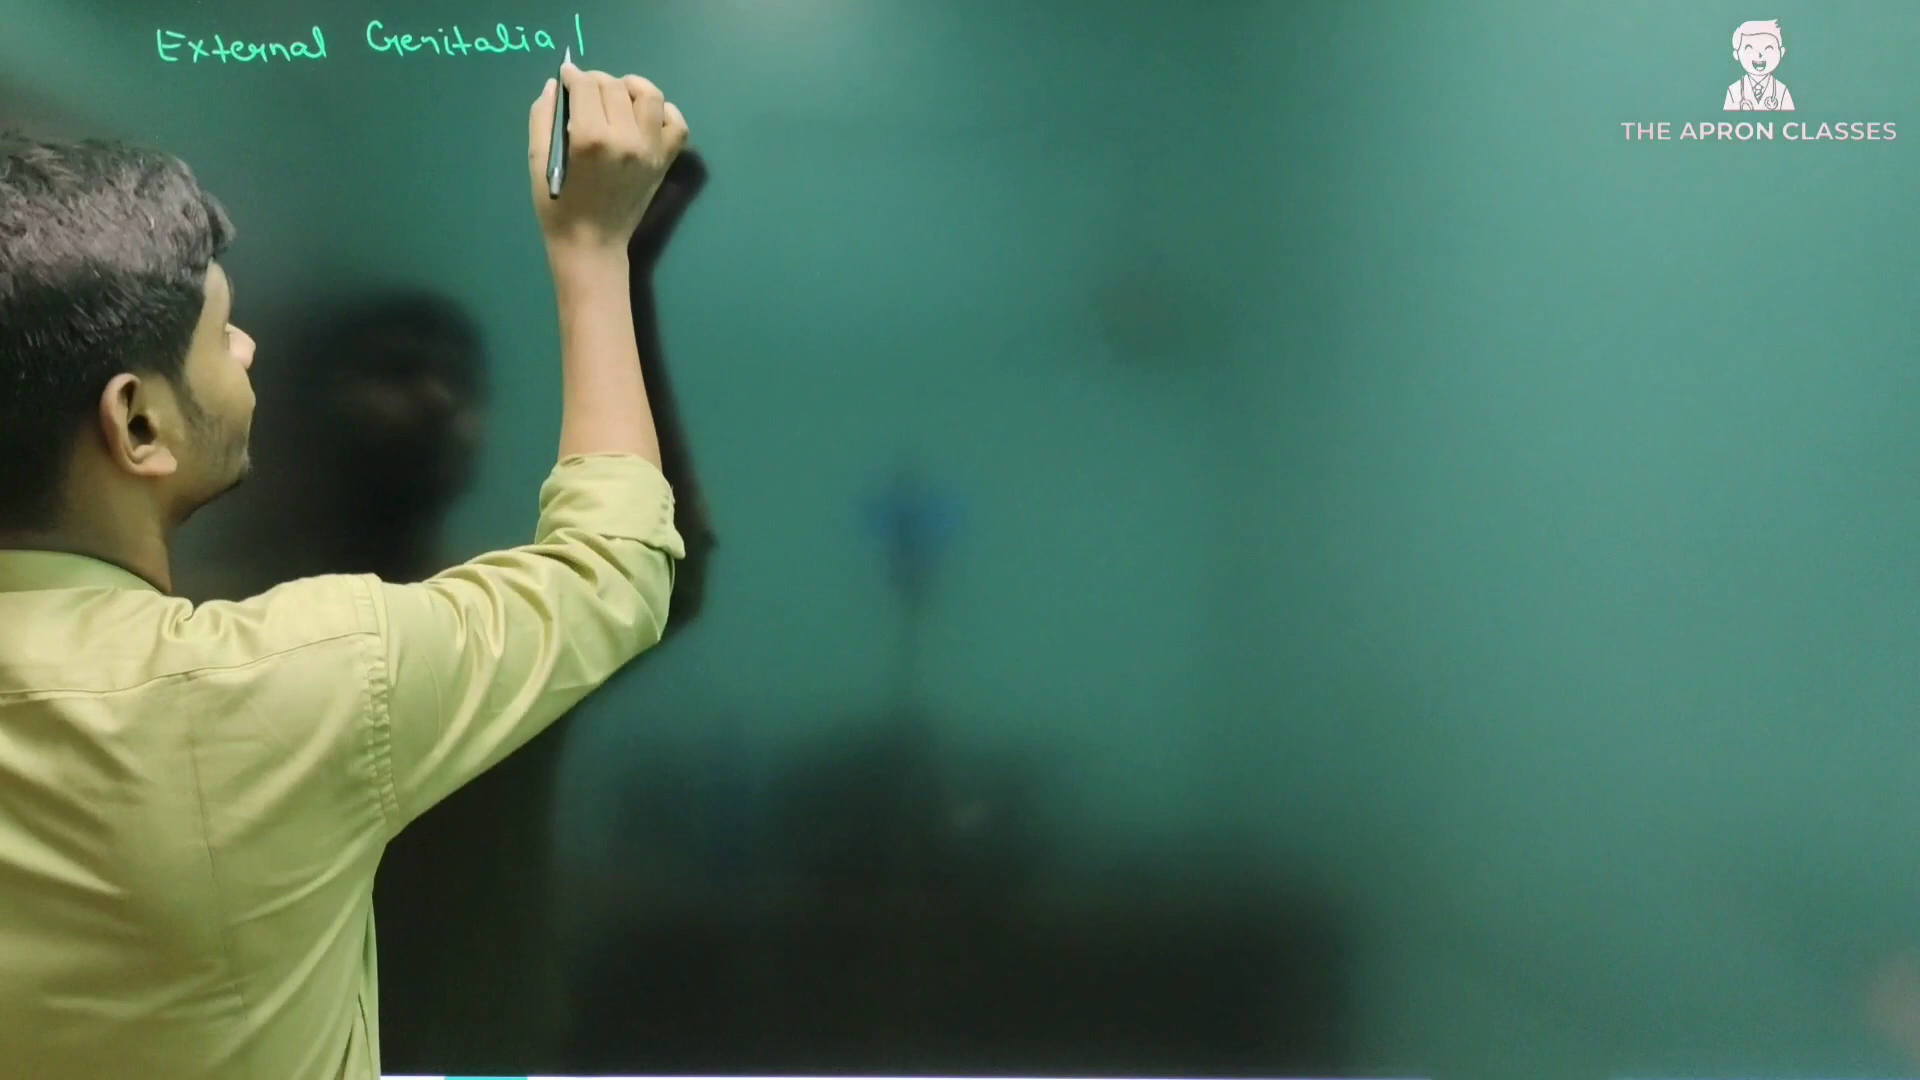 External Genitalia |
THE APRON CLASSES